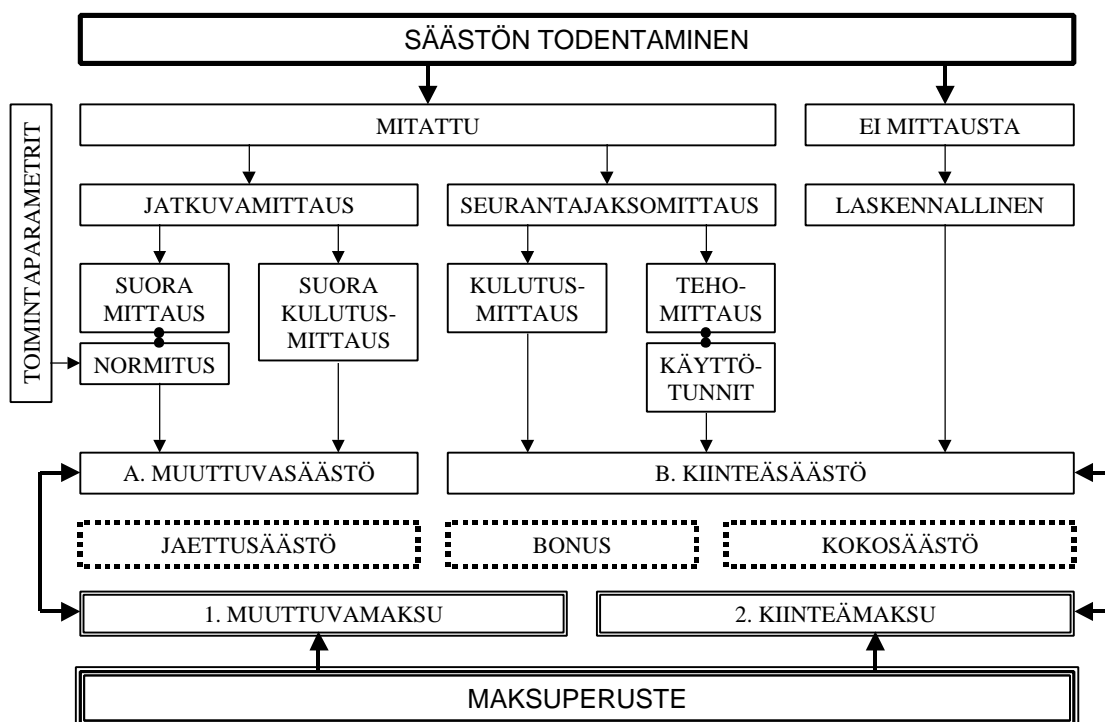 SÄÄSTÖN TODENTAMINEN
TOIMINTAPARAMETRIT
MITATTU
EI MITTAUSTA
JATKUVAMITTAUS
SEURANTAJAKSOMITTAUS
LASKENNALLINEN
SUORA
MITTAUS
NORMITUS
SUORA
KULUTUS-
MITTAUS
KULUTUS-
MITTAUS
TEHO-
MITTAUS
KÄYTTÖ-
TUNNIT
A. MUUTTUVASÄÄSTÖ
B. KIINTEÄSÄÄSTÖ
JAETTUSÄÄSTÖ
BONUS
KOKOSÄÄSTÖ
1. MUUTTUVAMAKSU
2. KIINTEÄMAKSU
MAKSUPERUSTE